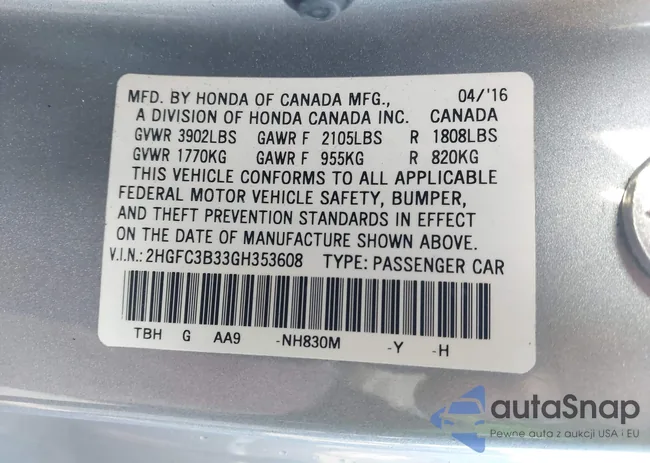 MFD. BY HONDA OF CANADA MFG., 04/'16
A DIVISION OF HONDA CANADA INC. CANADA
GVWR 3902LBS GAWR F 2105LBS R 1808LBS
GVWR 1770KG GAWR F 955KG R 820KG
THIS VEHICLE CONFORMS TO ALL APPLICABLE
FEDERAL MOTOR VEHICLE SAFETY, BUMPER,
AND THEFT PREVENTION STANDARDS IN EFFECT
ON THE DATE OF MANUFACTURE SHOWN ABOVE.
V.I.N.: 2HGFC3B33GH353608 TYPE: PASSENGER CAR
TBH G AA9 -NH830M -Y -H
autaSnap
Pewne auta z aukcji USA i EU